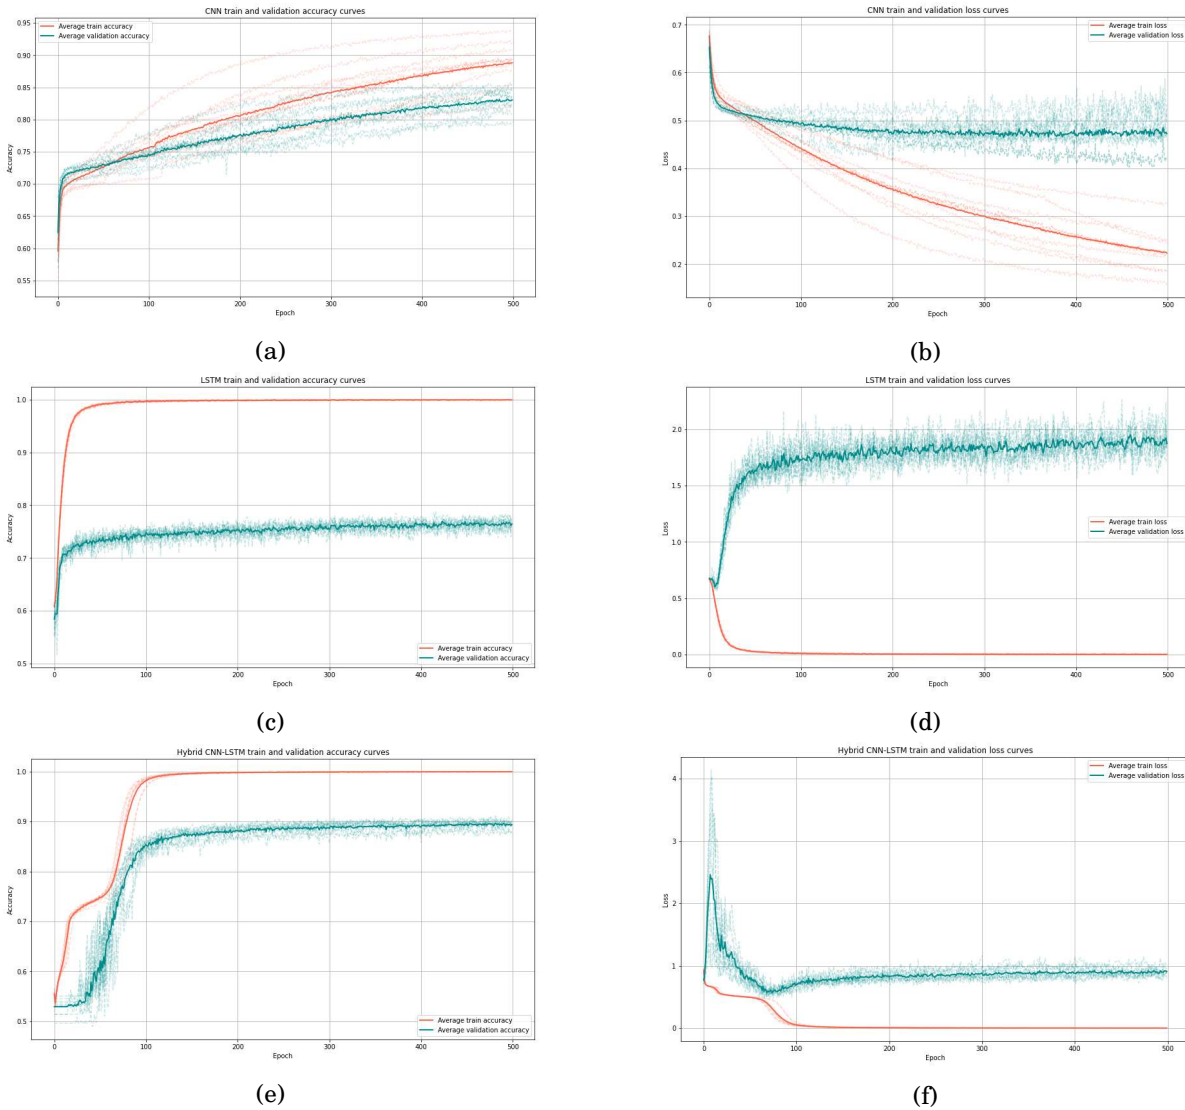 CNN train and validation accuracy curves
0.95
0.90
0.85
0.80
0.75
0.70
0.65
0.60
0.55
Accuracy
Average train accuracy
Average validation accuracy
0
100
200
300
400
500
Epoch
(a)
CNN train and validation loss curves
0.7
0.6
0.5
0.4
0.3
0.2
Loss
Average train loss
Average validation loss
0
100
200
300
400
500
Epoch
(b)
LSTM train and validation accuracy curves
1.0
0.9
0.8
0.7
0.6
0.5
Accuracy
Average train accuracy
Average validation accuracy
0
100
200
300
400
500
Epoch
(c)
LSTM train and validation loss curves
2.0
1.5
1.0
0.5
0.0
Loss
Average train loss
Average validation loss
0
100
200
300
400
500
Epoch
(d)
Hybrid CNN-LSTM train and validation accuracy curves
1.0
0.9
0.8
0.7
0.6
0.5
Accuracy
Average train accuracy
Average validation accuracy
0
100
200
300
400
500
Epoch
(e)
Hybrid CNN-LSTM train and validation loss curves
4
3
2
1
0
Loss
Average train loss
Average validation loss
0
100
200
300
400
500
Epoch
(f)